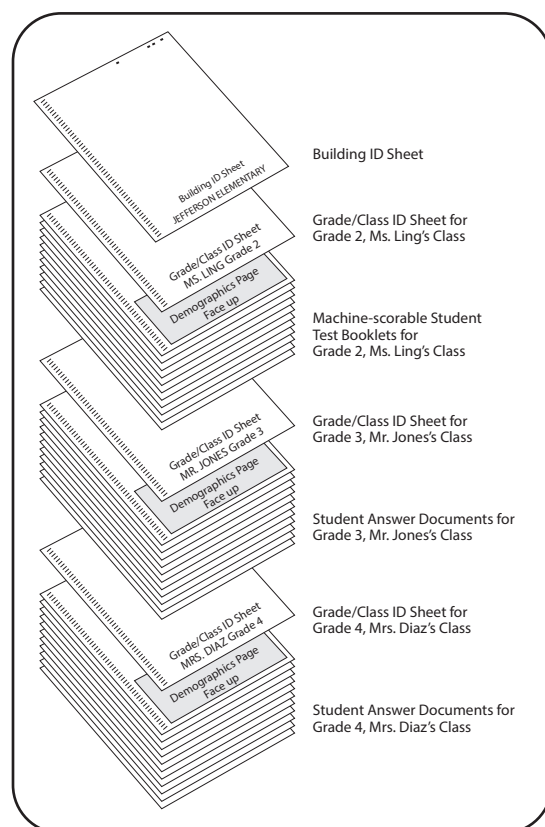 Building ID Sheet
JEFFERSON ELEMENTARY
Building ID Sheet
Grade/Class ID Sheet
MS. LING Grade 2
Grade/Class ID Sheet for
Grade 2, Ms. Ling's Class
Demographics Page
Face up
Machine-scorable Student
Test Booklets for
Grade 2, Ms. Ling's Class
Grade/Class ID Sheet
MR. JONES Grade 3
Grade/Class ID Sheet for
Grade 3, Mr. Jones's Class
Demographics Page
Face up
Student Answer Documents for
Grade 3, Mr. Jones's Class
Grade/Class ID Sheet
MRS. DIAZ Grade 4
Grade/Class ID Sheet for
Grade 4, Mrs. Diaz's Class
Demographics Page
Face up
Student Answer Documents for
Grade 4, Mrs. Diaz's Class